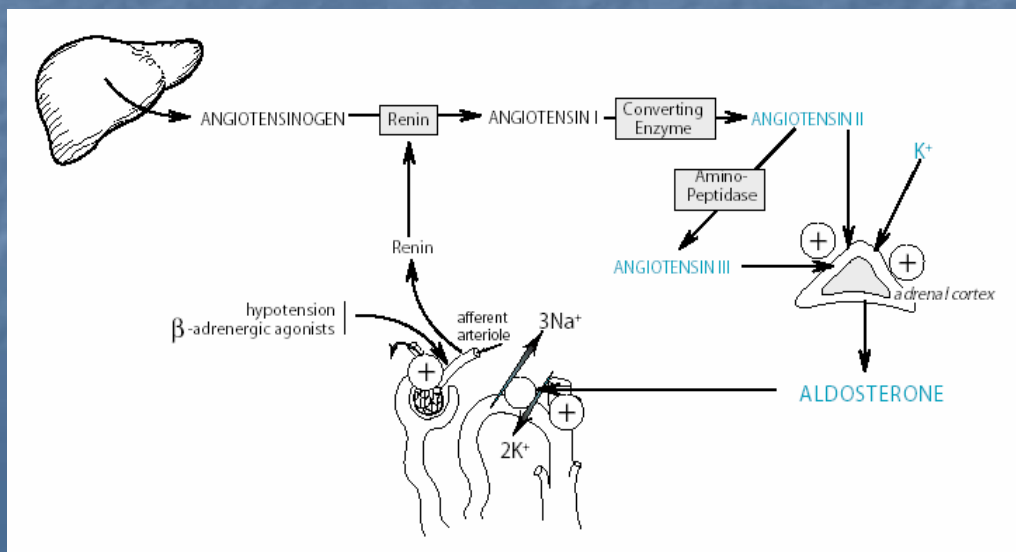 ANGIOTENSINOGEN
Renin
ANGIOTENSIN I
Converting
Enzyme
ANGIOTENSIN II
K⁺
Amino-
Peptidase
Renin
ANGIOTENSIN III
+
+
adrenal cortex
hypotension
β-adrenergic agonists
afferent
arteriole
3Na⁺
+
+
2K⁺
ALDOSTERONE